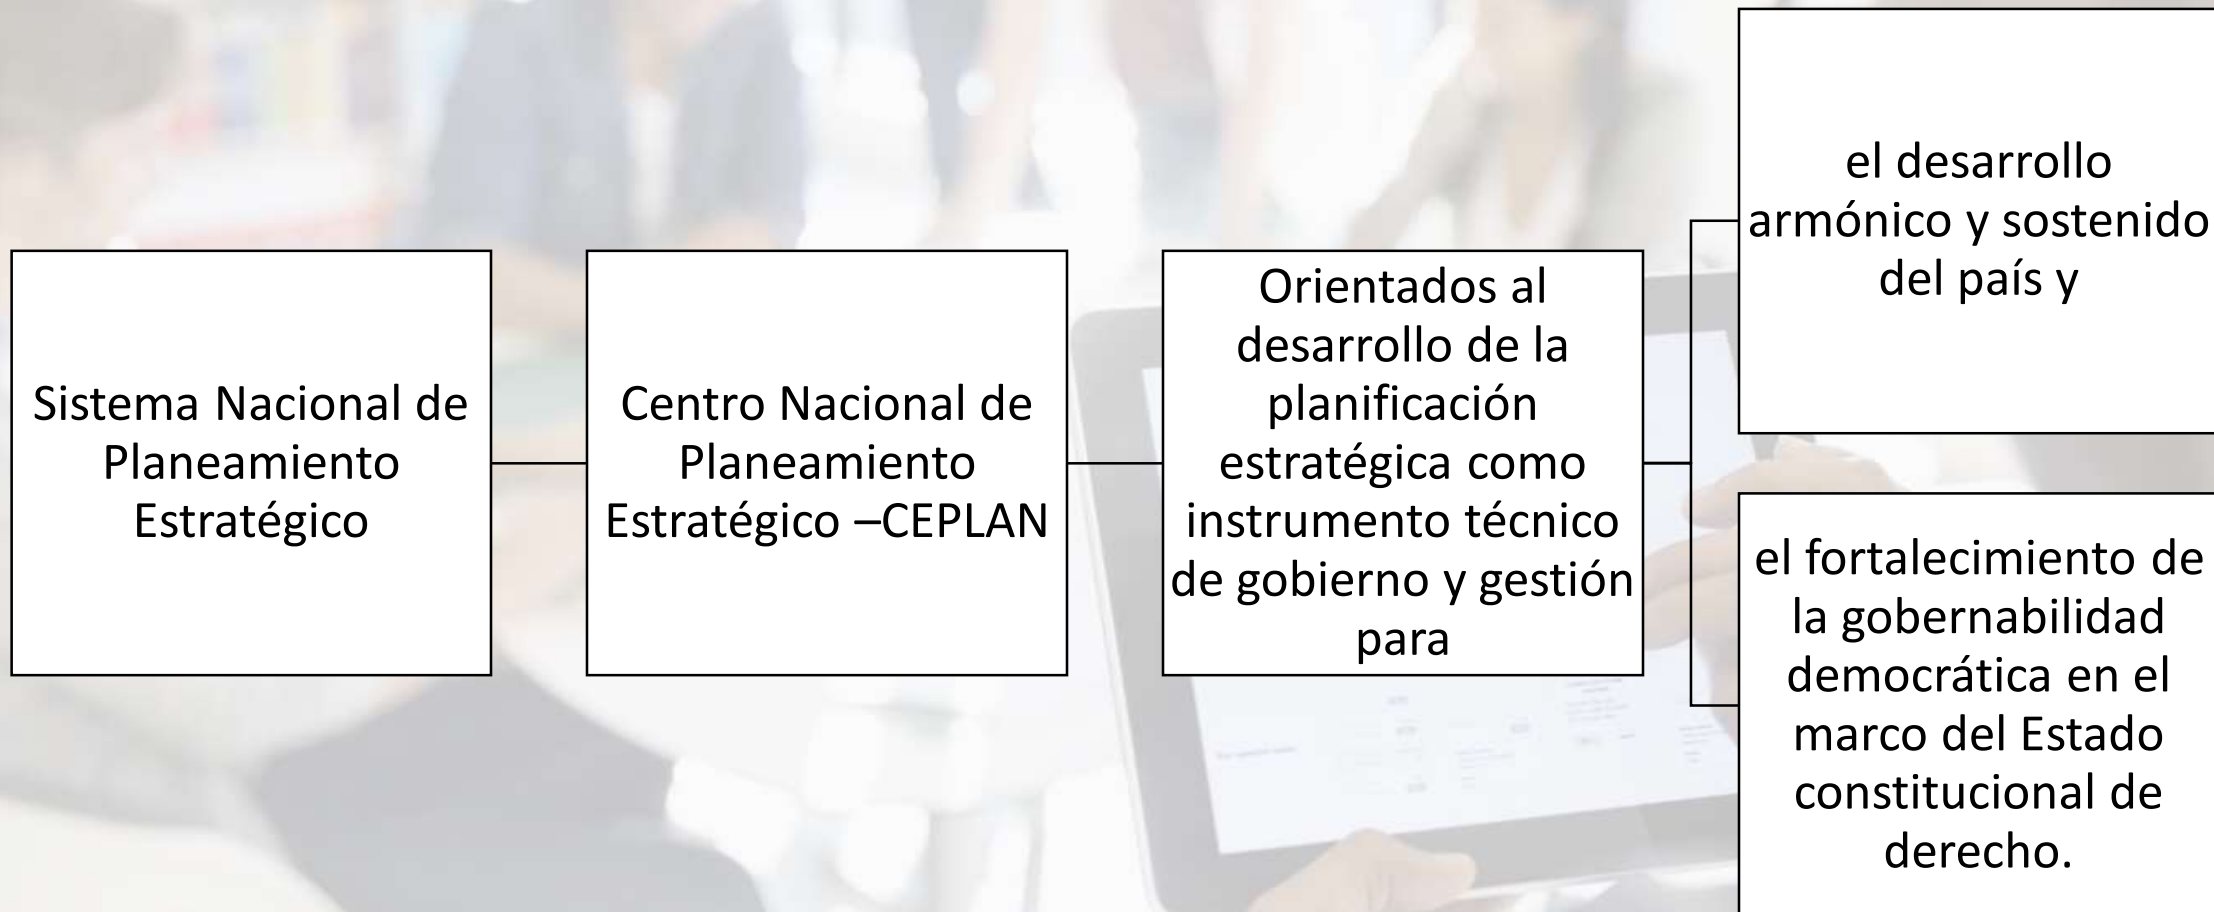 Sistema Nacional de
Planeamiento
Estratégico
Centro Nacional de
Planeamiento
Estratégico –CEPLAN
Orientados al
desarrollo de la
planificación
estratégica como
instrumento técnico
de gobierno y gestión
para
el desarrollo
armónico y sostenido
del país y
el fortalecimiento de
la gobernabilidad
democrática en el
marco del Estado
constitucional de
derecho.